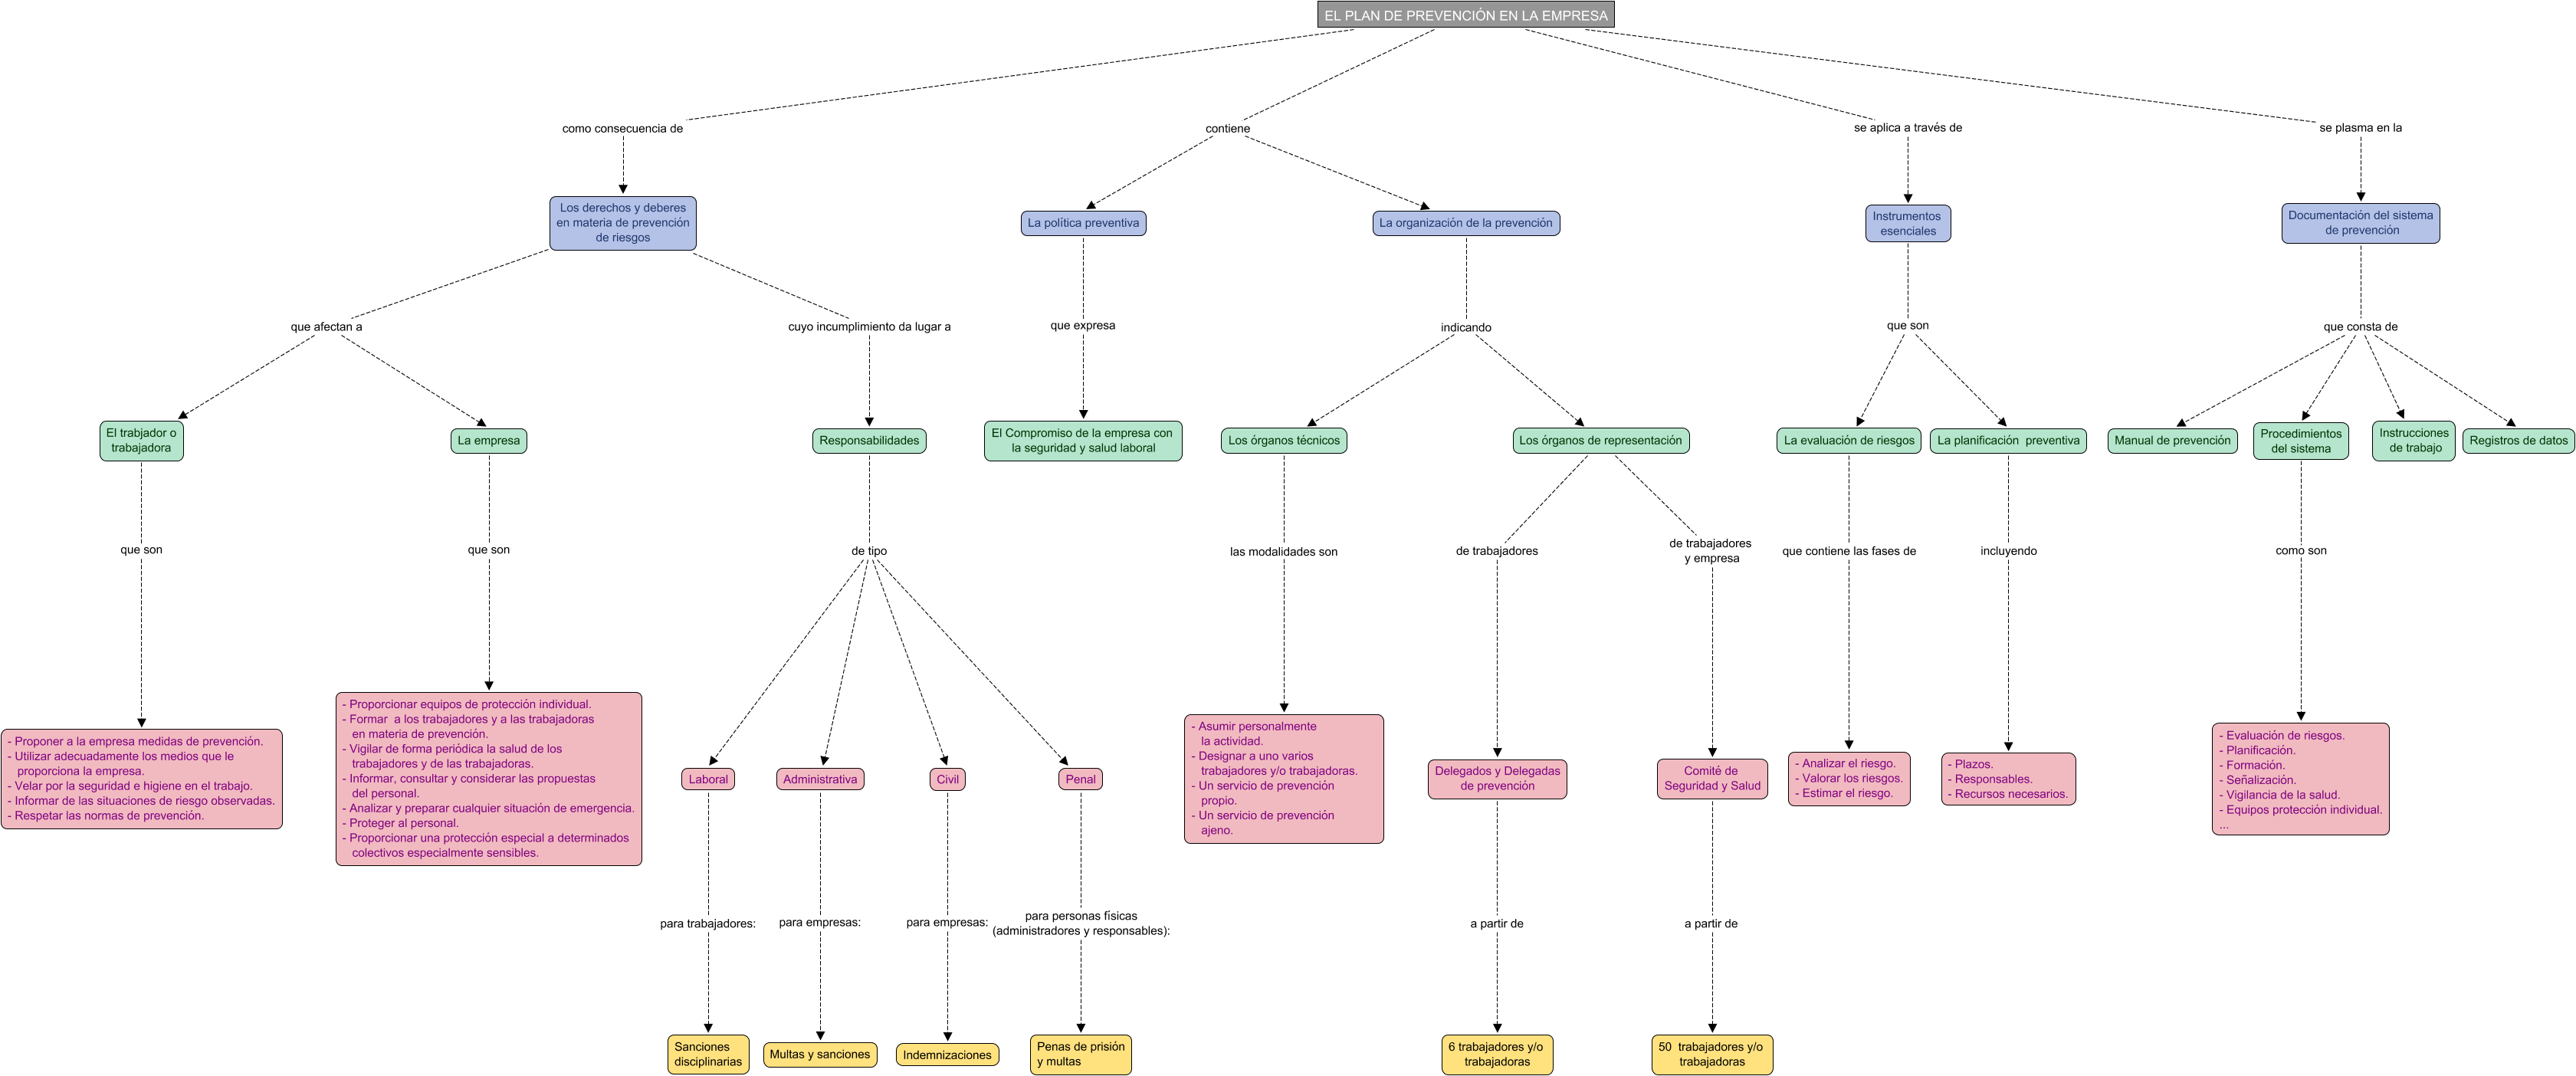 EL PLAN DE PREVENCIÓN EN LA EMPRESA
como consecuencia de
contiene
se aplica a través de
se plasma en la
Los derechos y deberes
en materia de prevención
de riesgos
La política preventiva
La organización de la prevención
Instrumentos
esenciales
Documentación del sistema
de prevención
que afectan a
cuyo incumplimiento da lugar a
que expresa
indicando
que son
que consta de
El trabjador o
trabajadora
La empresa
Responsabilidades
El Compromiso de la empresa con
la seguridad y salud laboral
Los órganos técnicos
Los órganos de representación
La evaluación de riesgos
La planificación preventiva
Manual de prevención
Procedimientos
del sistema
Instrucciones
de trabajo
Registros de datos
que son
que son
de tipo
las modalidades son
de trabajadores
de trabajadores
y empresa
que contiene las fases de
incluyendo
como son
- Proponer a la empresa medidas de prevención.
- Utilizar adecuadamente los medios que le
proporciona la empresa.
- Velar por la seguridad e higiene en el trabajo.
- Informar de las situaciones de riesgo observadas.
- Respetar las normas de prevención.
- Proporcionar equipos de protección individual.
- Formar a los trabajadores y a las trabajadoras
en materia de prevención.
- Vigilar de forma periódica la salud de los
trabajadores y de las trabajadoras.
- Informar, consultar y considerar las propuestas
del personal.
- Analizar y preparar cualquier situación de emergencia.
- Proteger al personal.
- Proporcionar una protección especial a determinados
colectivos especialmente sensibles.
Laboral
Administrativa
Civil
Penal
- Asumir personalmente
la actividad.
- Designar a uno varios
trabajadores y/o trabajadoras.
- Un servicio de prevención
propio.
- Un servicio de prevención
ajeno.
Delegados y Delegadas
de prevención
Comité de
Seguridad y Salud
- Analizar el riesgo.
- Valorar los riesgos.
- Estimar el riesgo.
- Plazos.
- Responsables.
- Recursos necesarios.
- Evaluación de riesgos.
- Planificación.
- Formación.
- Señalización.
- Vigilancia de la salud.
- Equipos protección individual.
...
para trabajadores:
para empresas:
para empresas:
para personas físicas
(administradores y responsables):
a partir de
a partir de
Sanciones
disciplinarias
Multas y sanciones
Indemnizaciones
Penas de prisión
y multas
6 trabajadores y/o
trabajadoras
50 trabajadores y/o
trabajadoras